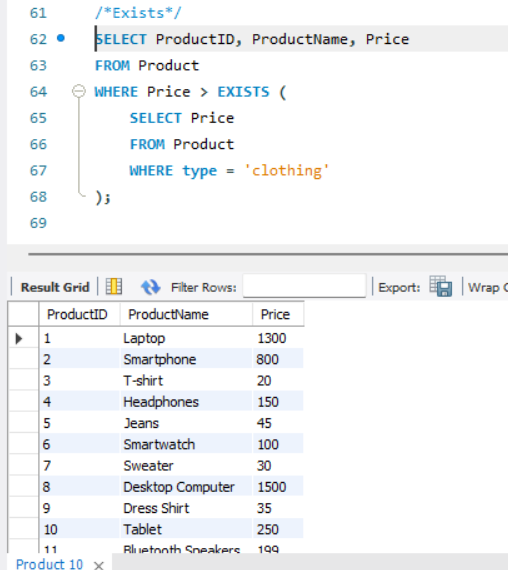 61 /*Exists*/
62 SELECT ProductID, ProductName, Price
63 FROM Product
64 WHERE Price > EXISTS (
65 SELECT Price
66 FROM Product
67 WHERE type = 'clothing'
68 );
69
Result Grid Filter Rows: Export: Wrap C
ProductID ProductName Price
1 Laptop 1300
2 Smartphone 800
3 T-shirt 20
4 Headphones 150
5 Jeans 45
6 Smartwatch 100
7 Sweater 30
8 Desktop Computer 1500
9 Dress Shirt 35
10 Tablet 250
11 Bluetooth Speakers 199
Product 10 ×